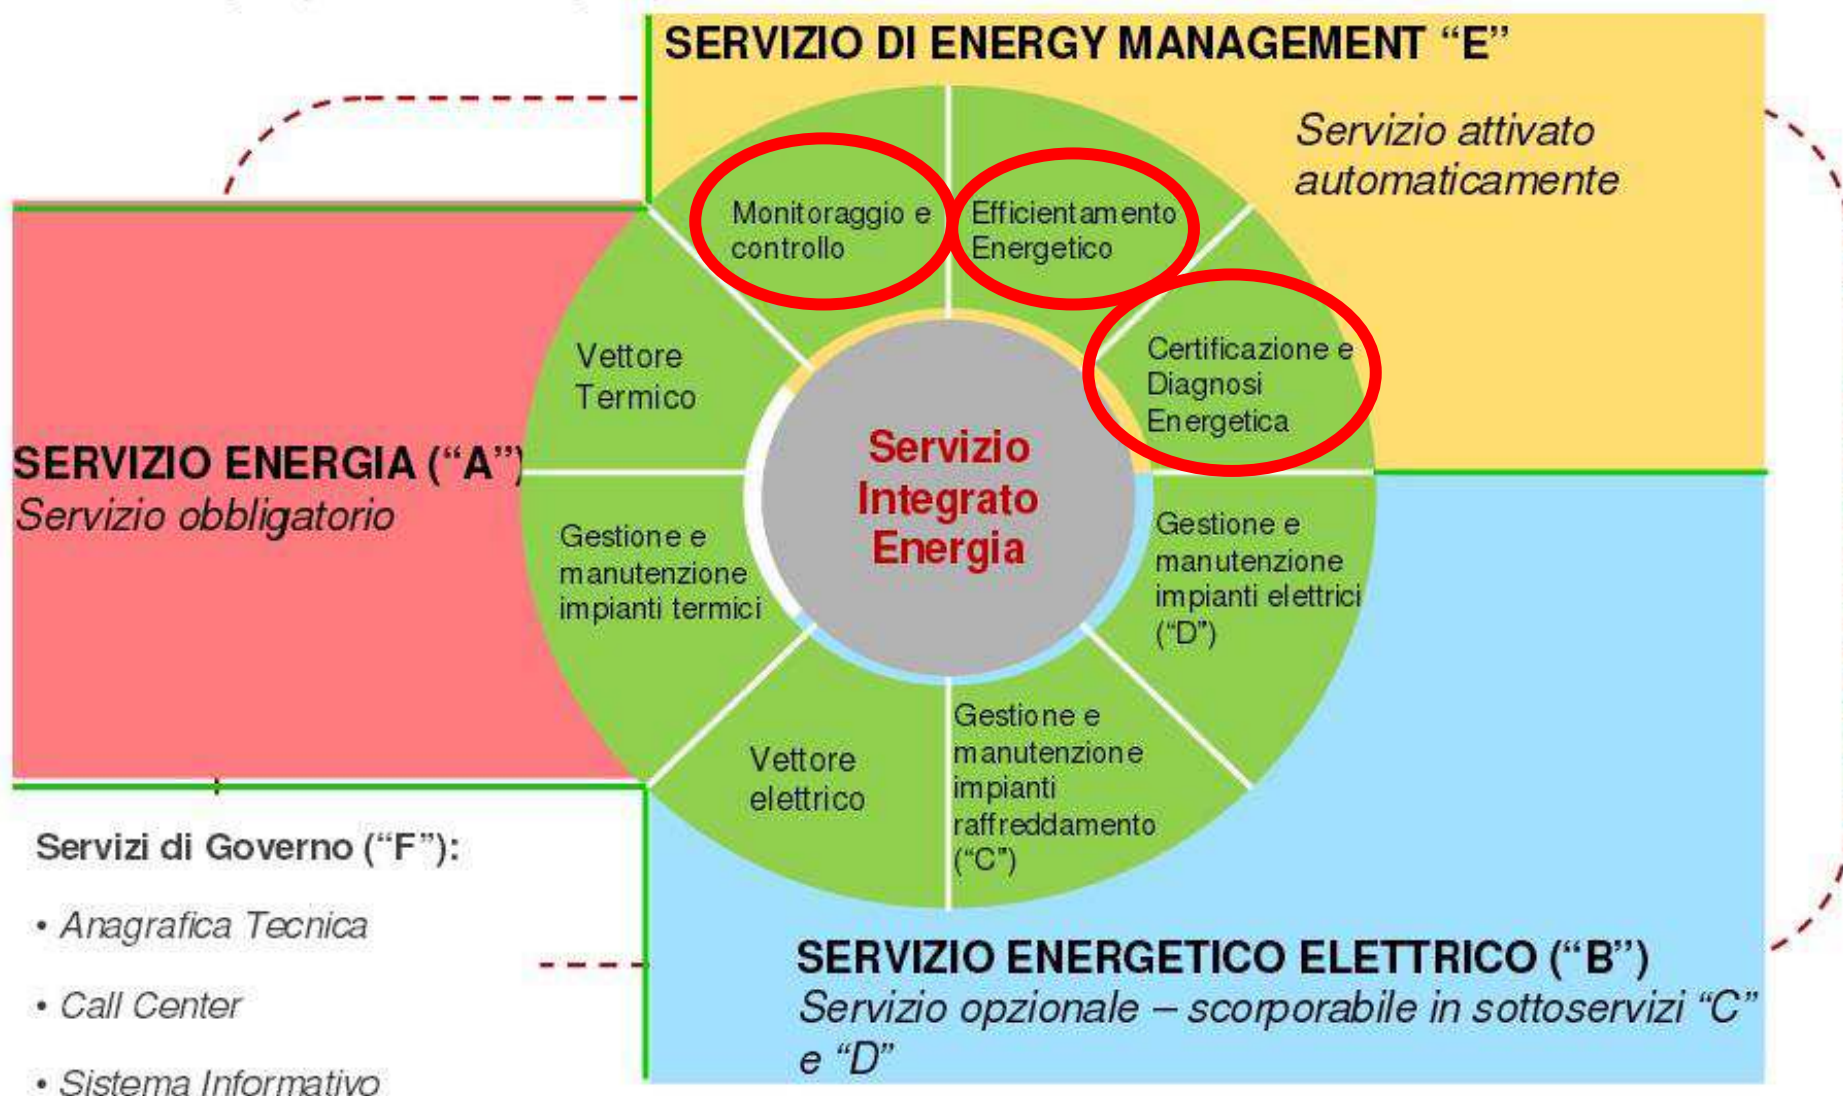 SERVIZIO DI ENERGY MANAGEMENT “E”
Servizio attivato
automaticamente
Monitoraggio e
controllo
Efficientamento
Energetico
Certificazione e
Diagnosi
Energetica
Vettore
Termico
SERVIZIO ENERGIA (“A”)
Servizio obbligatorio
Servizio
Integrato
Energia
Gestione e
manutenzione
impianti termici
Gestione e
manutenzione
impianti elettrici
(“D”)
Vettore
elettrico
Gestione e
manutenzione
impianti
raffreddamento
(“C”)
Servizi di Governo (“F”):
• Anagrafica Tecnica
• Call Center
• Sistema Informativo
SERVIZIO ENERGETICO ELETTRICO (“B”)
Servizio opzionale – scorporabile in sottoservizi “C”
e “D”